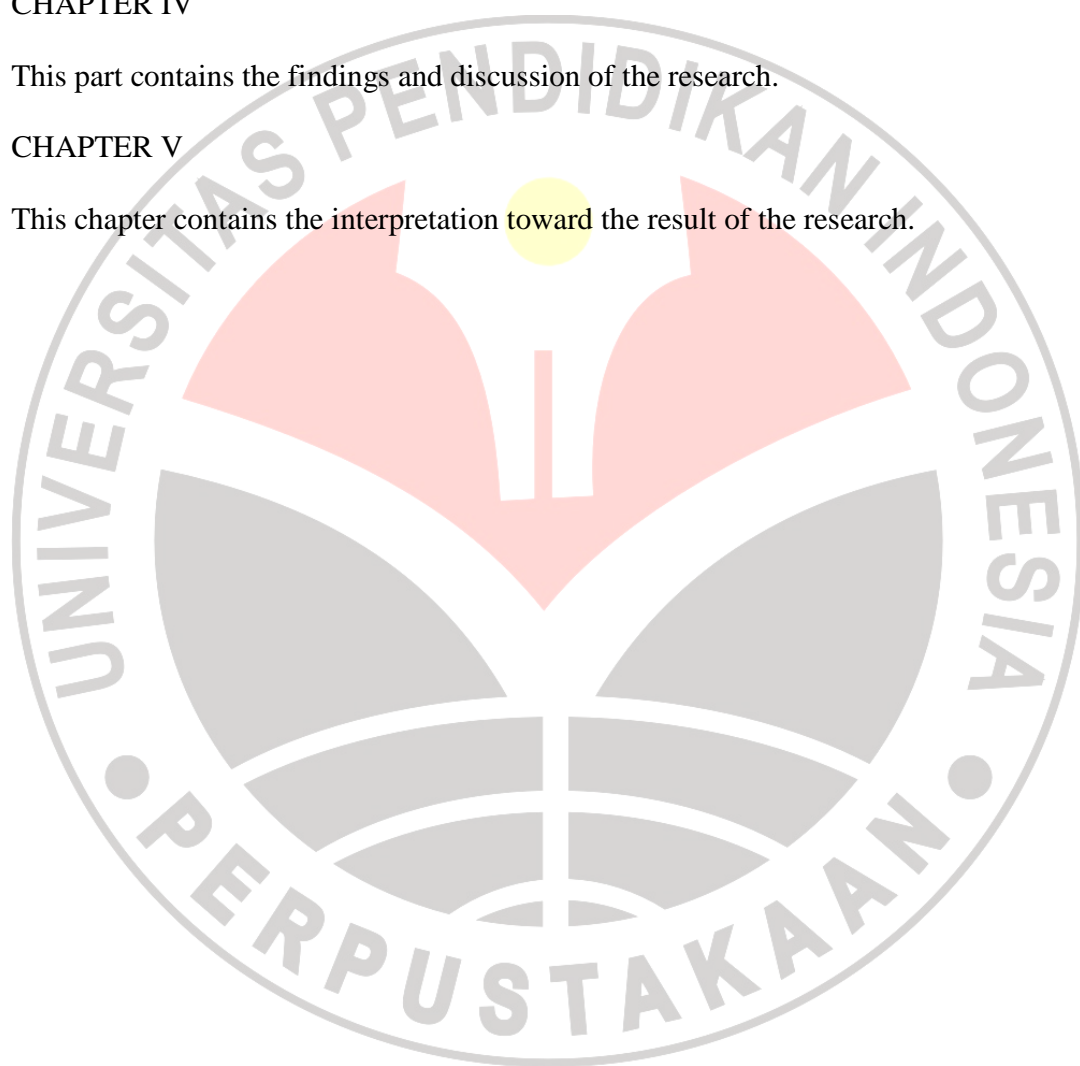 CHAPTER IV
This part contains the findings and discussion of the research.
CHAPTER V
This chapter contains the interpretation toward the result of the research.
UNIVERSITAS PENDIDIKAN INDONESIA
PERPUSTAKAAN